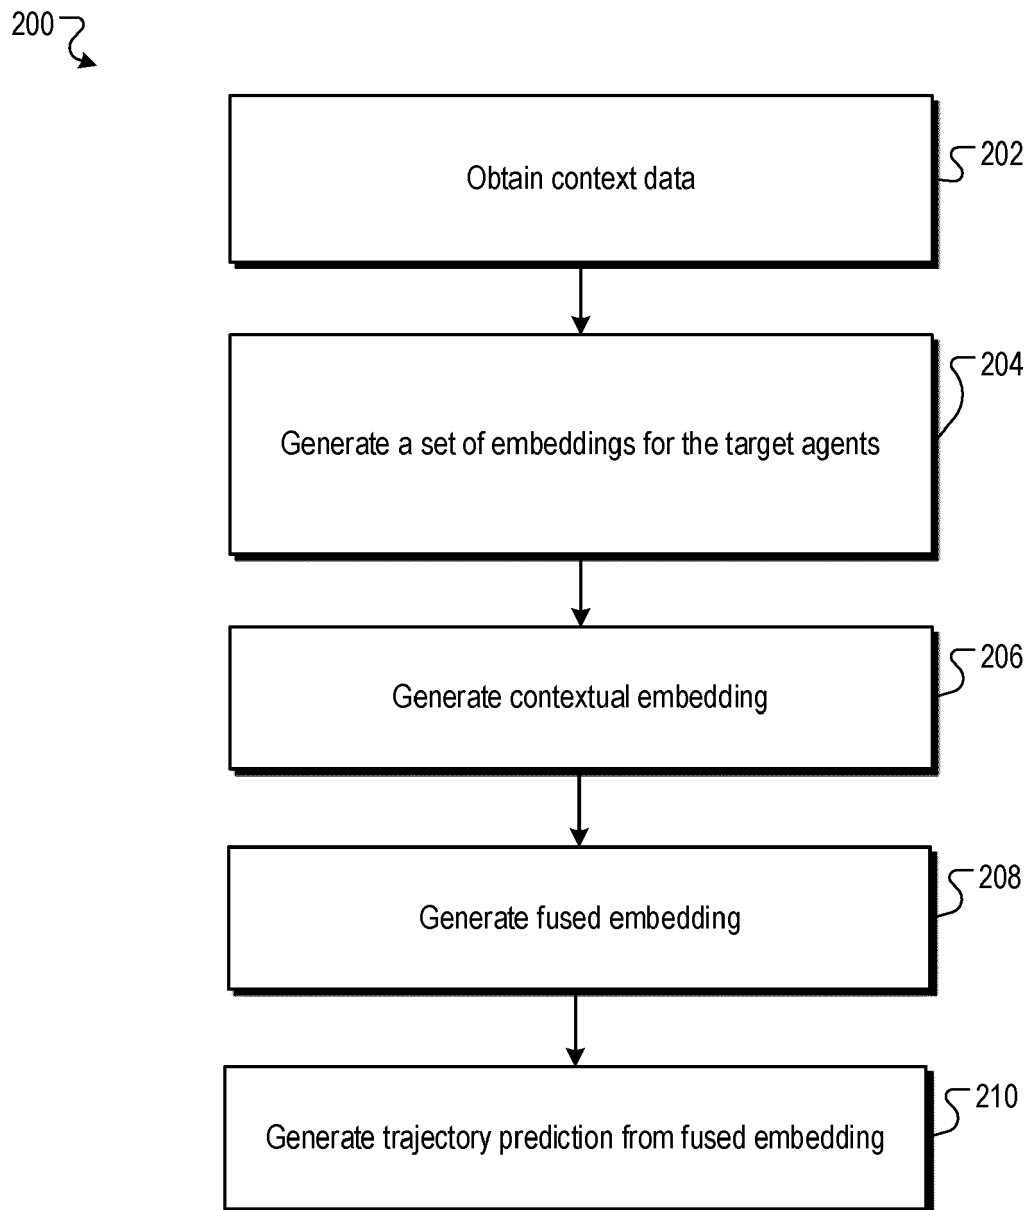 200
Obtain context data
202
Generate a set of embeddings for the target agents
204
Generate contextual embedding
206
Generate fused embedding
208
Generate trajectory prediction from fused embedding
210